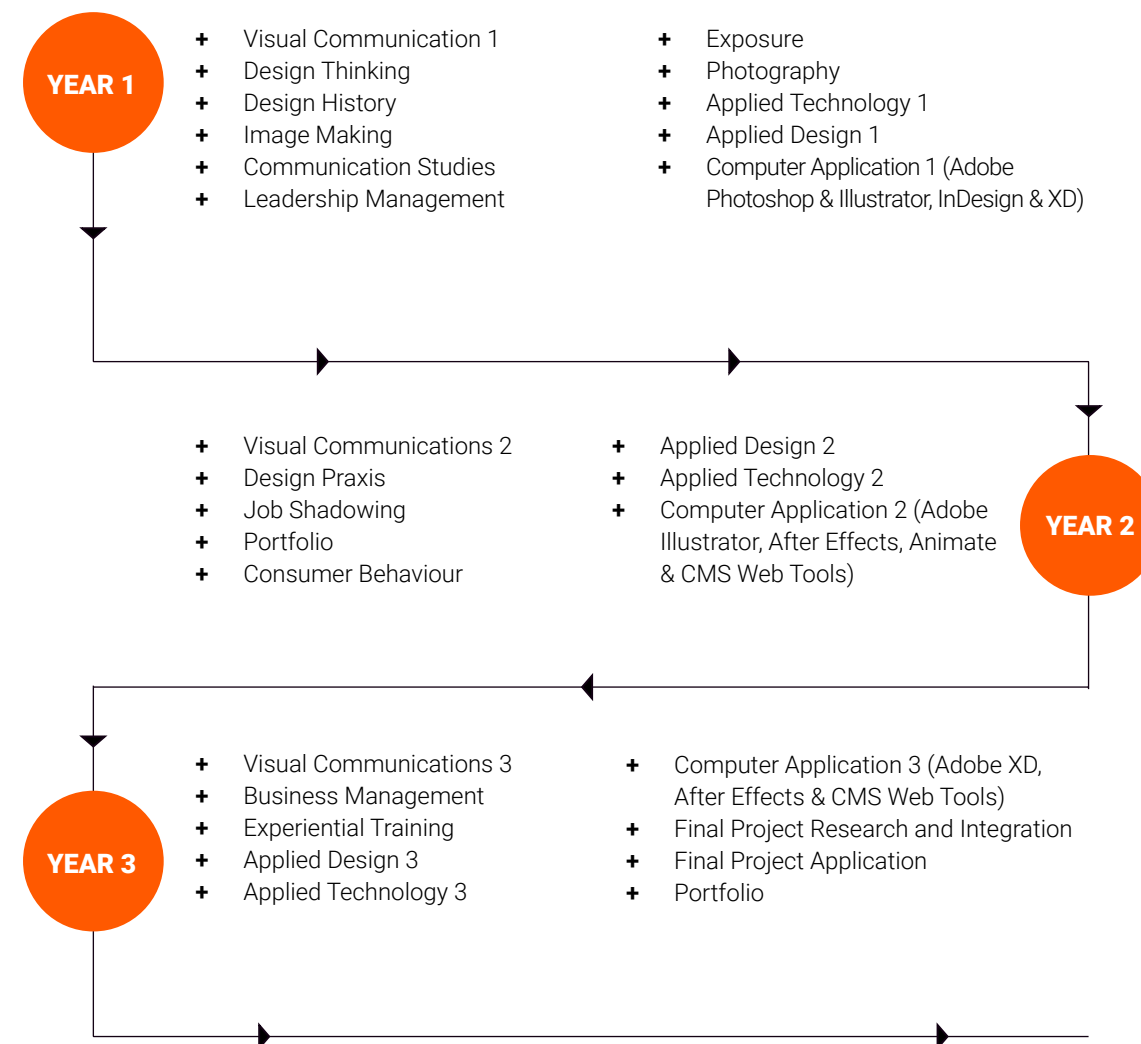 YEAR 1
+ Visual Communication 1
+ Design Thinking
+ Design History
+ Image Making
+ Communication Studies
+ Leadership Management
+ Exposure
+ Photography
+ Applied Technology 1
+ Applied Design 1
+ Computer Application 1 (Adobe
Photoshop & Illustrator, InDesign & XD)
+ Visual Communications 2
+ Design Praxis
+ Job Shadowing
+ Portfolio
+ Consumer Behaviour
+ Applied Design 2
+ Applied Technology 2
+ Computer Application 2 (Adobe
Illustrator, After Effects, Animate
& CMS Web Tools)
YEAR 2
YEAR 3
+ Visual Communications 3
+ Business Management
+ Experiential Training
+ Applied Design 3
+ Applied Technology 3
+ Computer Application 3 (Adobe XD,
After Effects & CMS Web Tools)
+ Final Project Research and Integration
+ Final Project Application
+ Portfolio